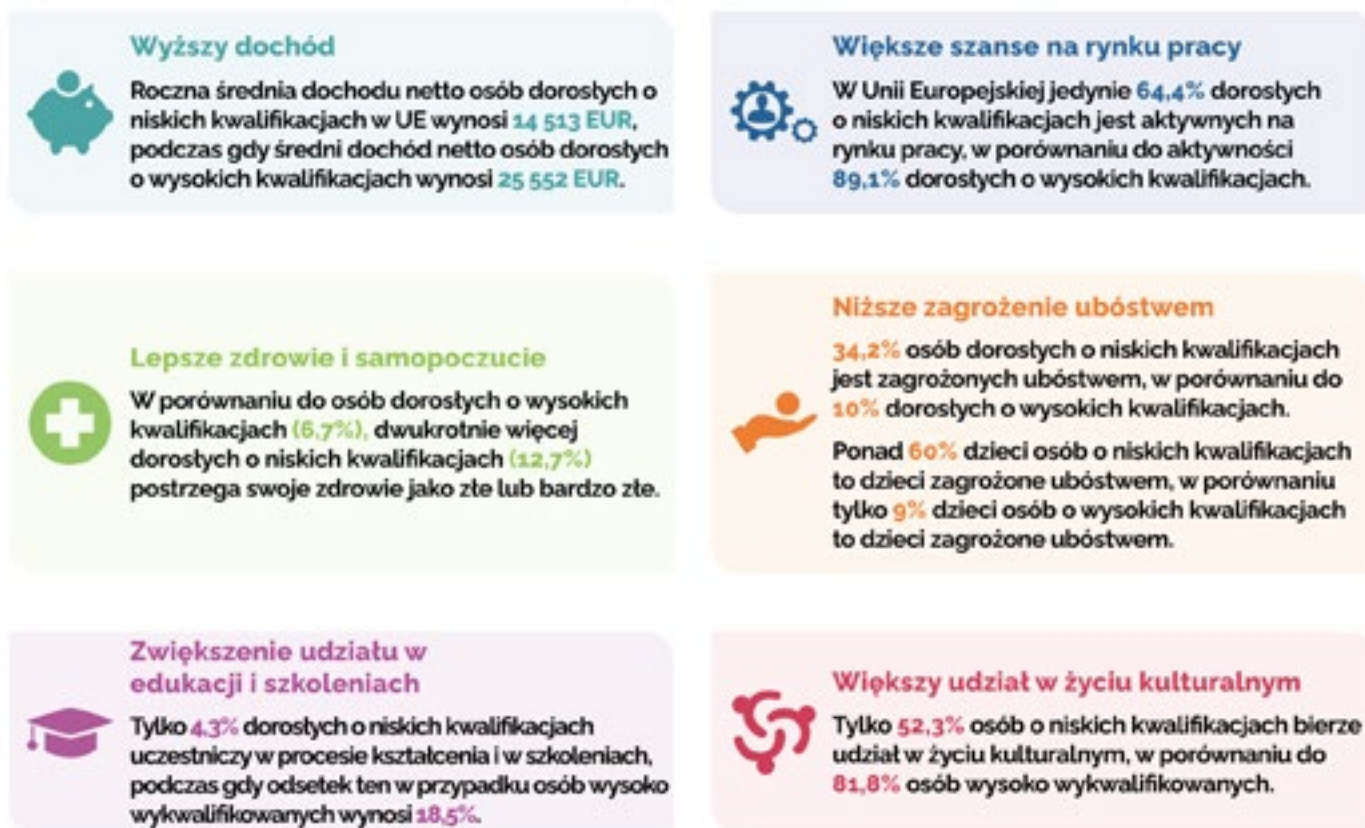 Wyższy dochód
Roczna średnia dochodu netto osób dorosłych o
niskich kwalifikacjach w UE wynosi 14 513 EUR,
podczas gdy średni dochód netto osób dorosłych
o wysokich kwalifikacjach wynosi 25 552 EUR.
Większe szanse na rynku pracy
W Unii Europejskiej jedynie 64,4% dorosłych
o niskich kwalifikacjach jest aktywnych na
rynku pracy, w porównaniu do aktywności
89,1% dorosłych o wysokich kwalifikacjach.
Lepsze zdrowie i samopoczucie
W porównaniu do osób dorosłych o wysokich
kwalifikacjach (6,7%), dwukrotnie więcej
dorosłych o niskich kwalifikacjach (12,7%)
postrzega swoje zdrowie jako złe lub bardzo złe.
Niższe zagrożenie ubóstwem
34,2% osób dorosłych o niskich kwalifikacjach
jest zagrożonych ubóstwem, w porównaniu do
10% dorosłych o wysokich kwalifikacjach.
Ponad 60% dzieci osób o niskich kwalifikacjach
to dzieci zagrożone ubóstwem, w porównaniu
tylko 9% dzieci osób o wysokich kwalifikacjach
to dzieci zagrożone ubóstwem.
Zwiększenie udziału w
edukacji i szkoleniach
Tylko 4,3% dorosłych o niskich kwalifikacjach
uczestniczy w procesie kształcenia i w szkoleniach,
podczas gdy odsetek ten w przypadku osób wysoko
wykwalifikowanych wynosi 18,5%.
Większy udział w życiu kulturalnym
Tylko 52,3% osób o niskich kwalifikacjach bierze
udział w życiu kulturalnym, w porównaniu do
81,8% osób wysoko wykwalifikowanych.